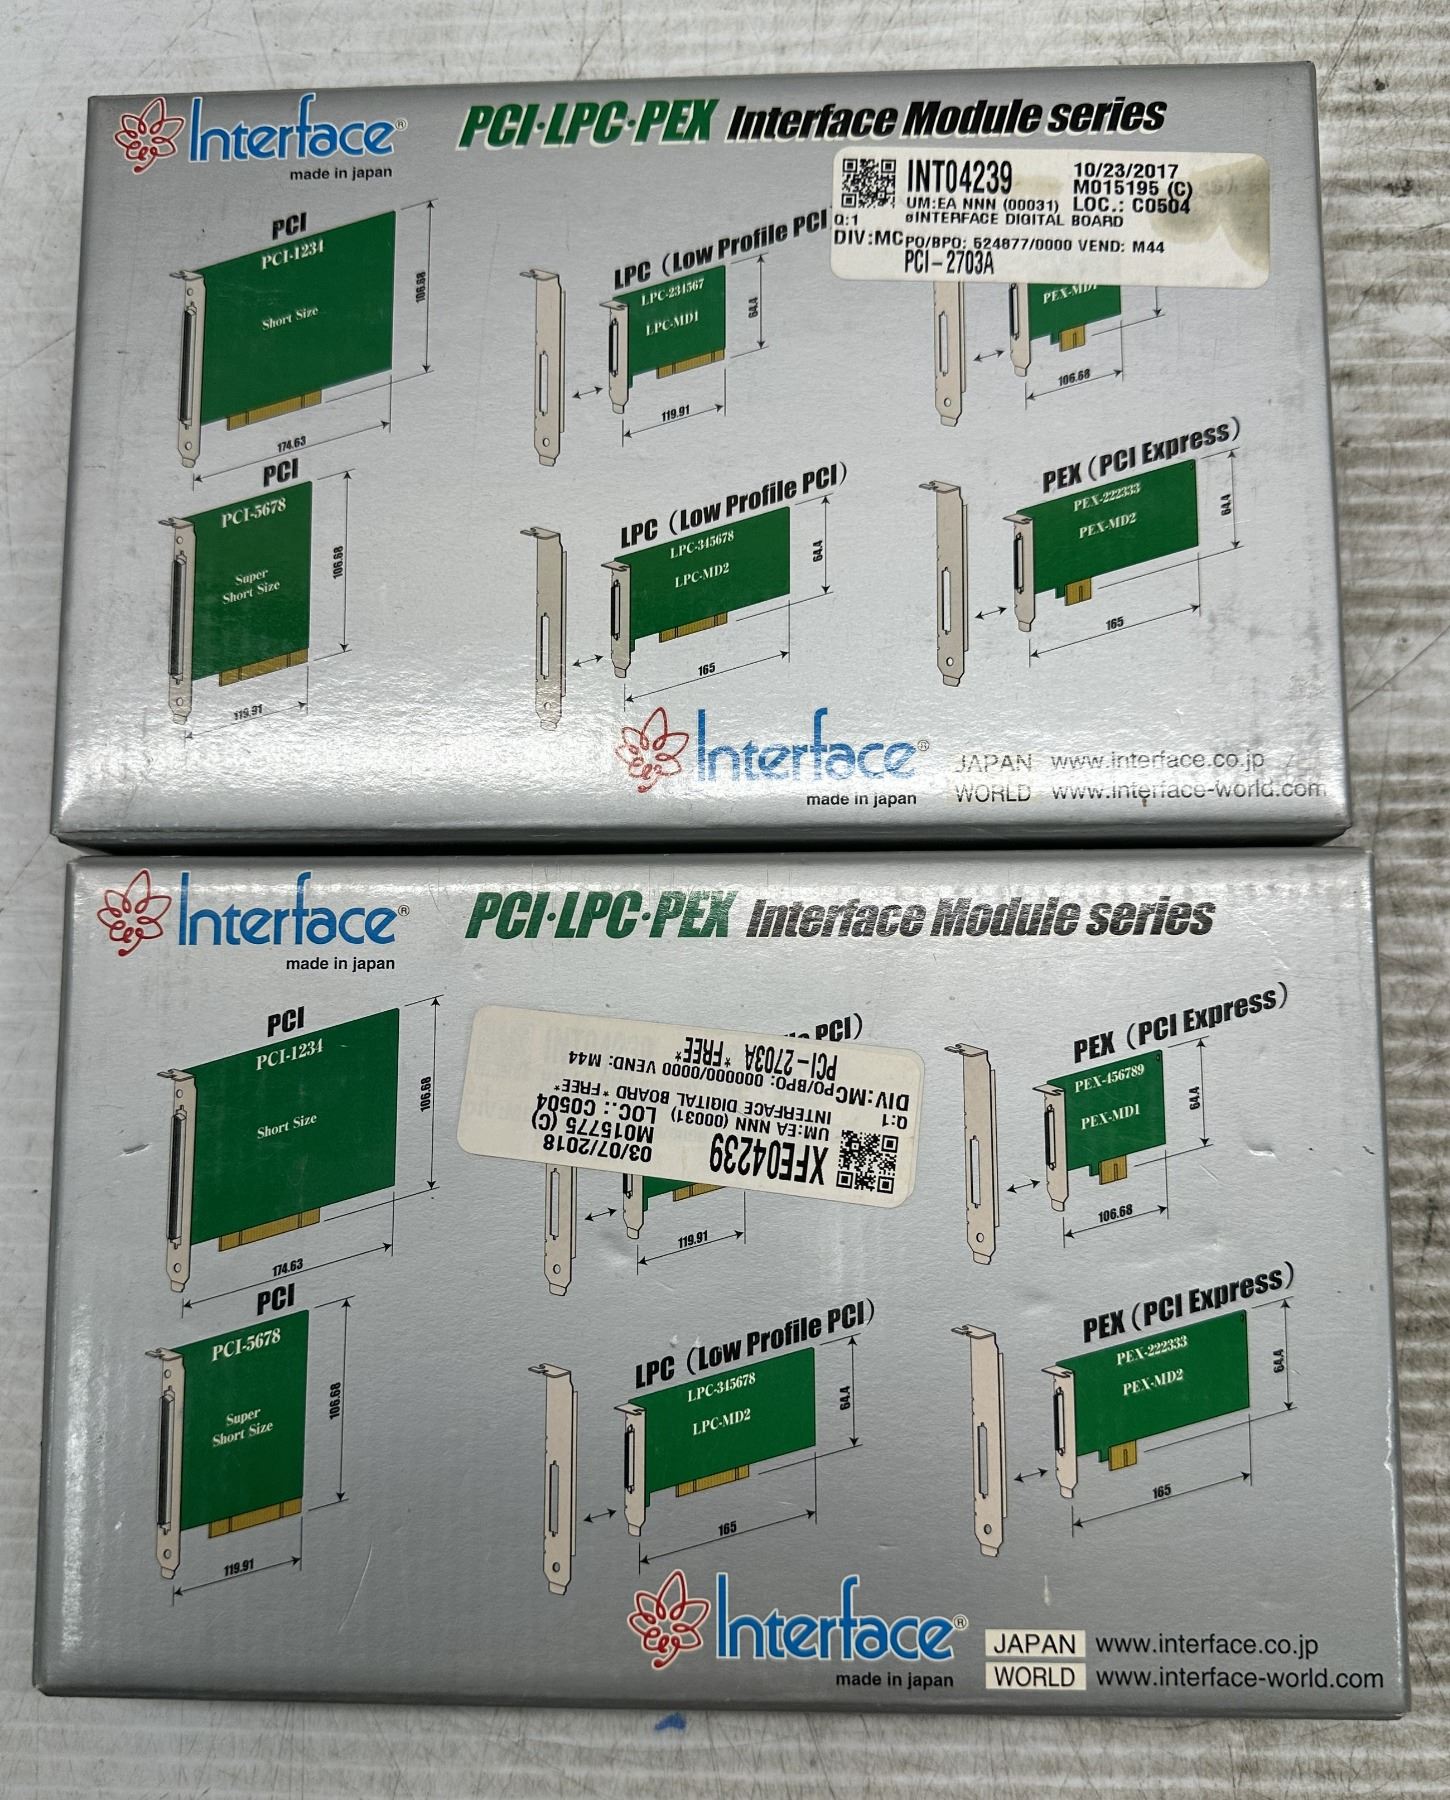 Interface®
made in japan
PCI·LPC·PEX Interface Module series
INT04239
10/23/2017
M015195 (C)
UM:EA NNN (00031) LOC.: C0504
Q:1
øINTERFACE DIGITAL BOARD
DIV:MC PO/BPO: 524877/0000 VEND: M44
PCI-2703A
PCI
PCI-1234
Short Size
106.68
174.63
LPC (Low Profile PCI
LPC-234567
LPC-MD1
64.4
119.91
PEX-MD1
106.68
PCI
PCI-5678
Super
Short Size
106.68
119.91
LPC (Low Profile PCI)
LPC-345678
LPC-MD2
64.4
165
PEX (PCI Express)
PEX-222333
PEX-MD2
64.4
165
Interface®
made in japan
JAPAN www.interface.co.jp
WORLD www.interface-world.com
Interface®
made in japan
PCI·LPC·PEX Interface Module series
PCI
PCI-1234
Short Size
106.68
174.63
PCI)
XFE04239
03/07/2018
M015775 (C)
UM:EA NNN (00031) LOC.: C0504
Q:1
INTERFACE DIGITAL BOARD *FREE*
DIV:MC PO/BPO: 000000/0000 VEND: M44
PCI-2703A *FREE*
119.91
PEX (PCI Express)
PEX-456789
PEX-MD1
64.4
106.68
PCI
PCI-5678
Super
Short Size
106.68
119.91
LPC (Low Profile PCI)
LPC-345678
LPC-MD2
64.4
165
PEX (PCI Express)
PEX-222333
PEX-MD2
64.4
165
Interface®
made in japan
JAPAN www.interface.co.jp
WORLD www.interface-world.com